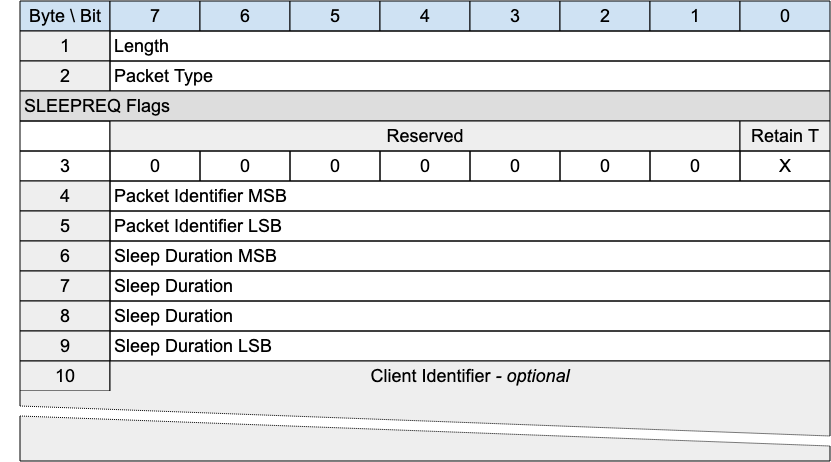 Byte \ Bit 7 6 5 4 3 2 1 0
1 Length
2 Packet Type
SLEEPREQ Flags
Reserved Retain T
3 0 0 0 0 0 0 0 X
4 Packet Identifier MSB
5 Packet Identifier LSB
6 Sleep Duration MSB
7 Sleep Duration
8 Sleep Duration
9 Sleep Duration LSB
10 Client Identifier - optional